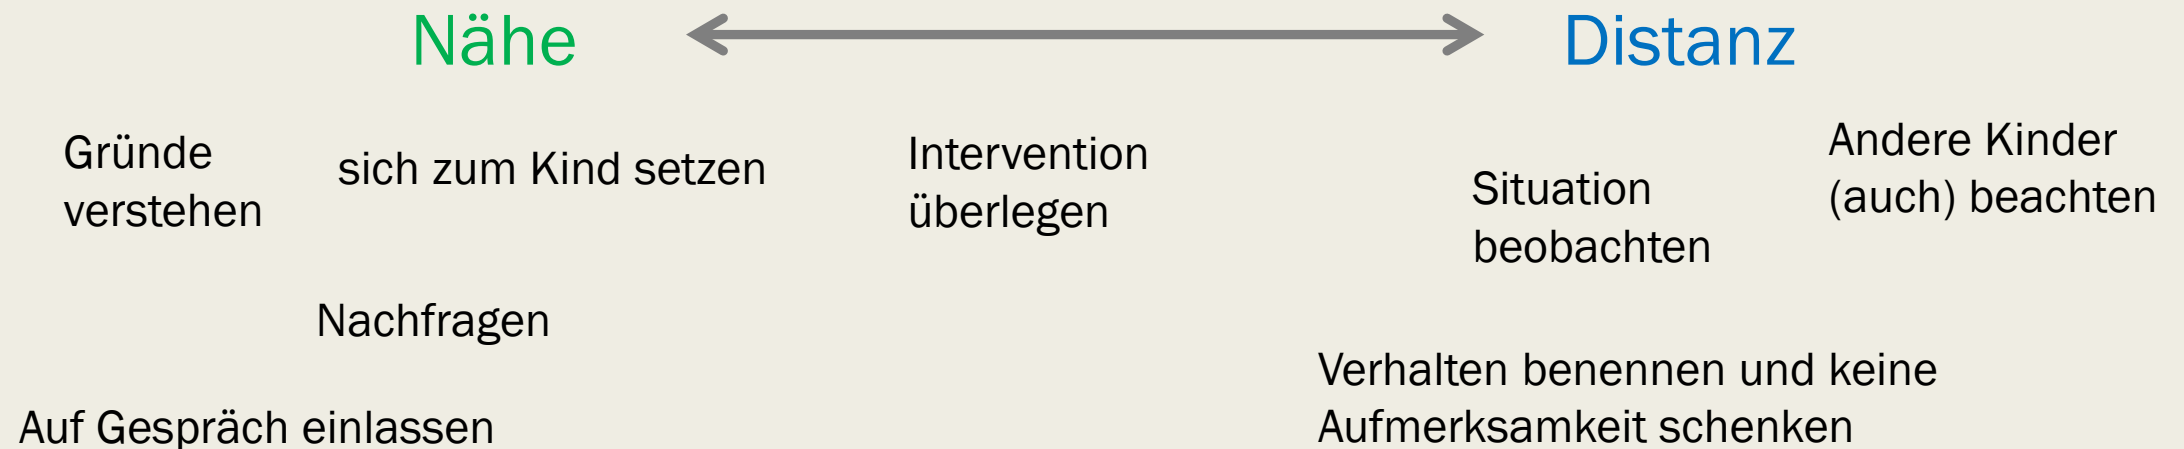 Nähe
Distanz
Gründe
verstehen
sich zum Kind setzen
Intervention
überlegen
Situation
beobachten
Andere Kinder
(auch) beachten
Nachfragen
Verhalten benennen und keine
Aufmerksamkeit schenken
Auf Gespräch einlassen